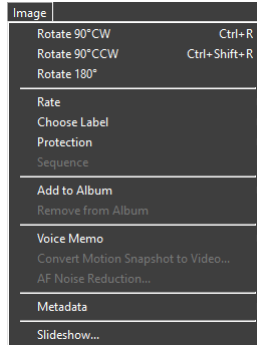 Image
Rotate 90°CW Ctrl+R
Rotate 90°CCW Ctrl+Shift+R
Rotate 180°
Rate
Choose Label
Protection
Sequence
Add to Album
Remove from Album
Voice Memo
Convert Motion Snapshot to Video...
AF Noise Reduction...
Metadata
Slideshow...